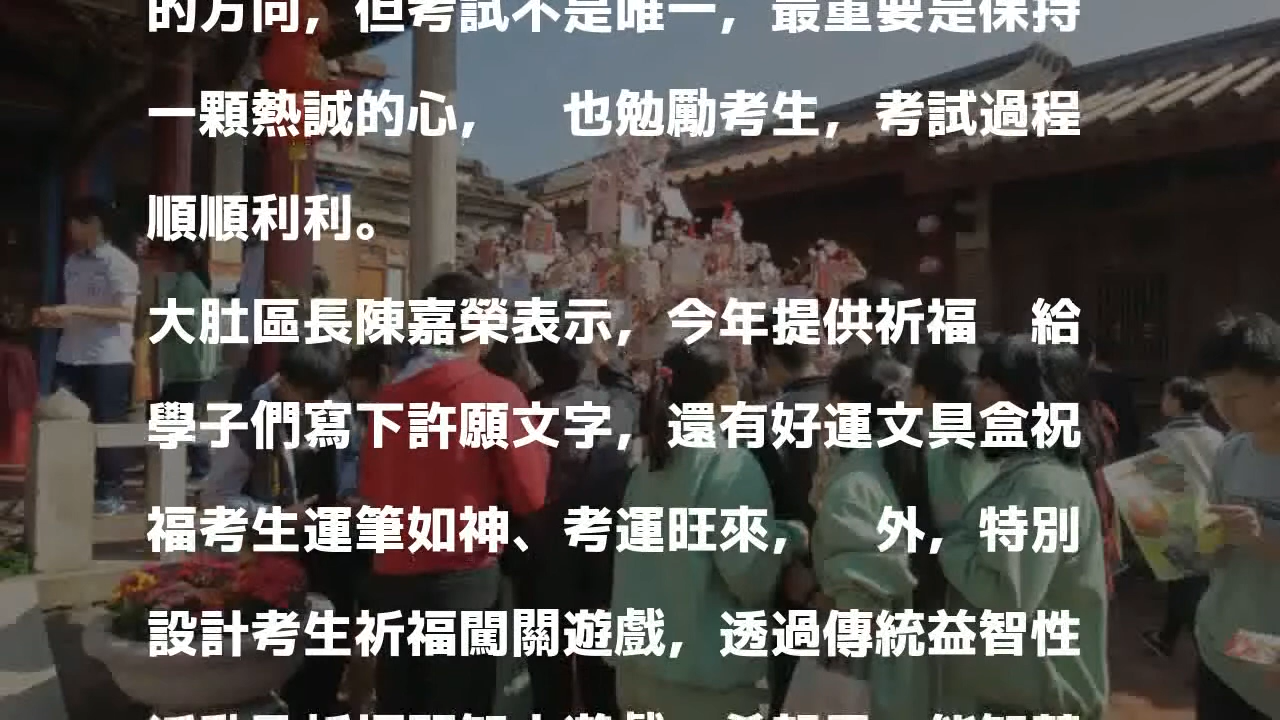 的方向，但考試不是唯一，最重要是保持
一顆熱誠的心，　也勉勵考生，考試過程
順順利利。
大肚區長陳嘉榮表示，今年提供祈福　給
學子們寫下許願文字，還有好運文具盒祝
福考生運筆如神、考運旺來，　外，特別
設計考生祈福闖關遊戲，透過傳統益智性